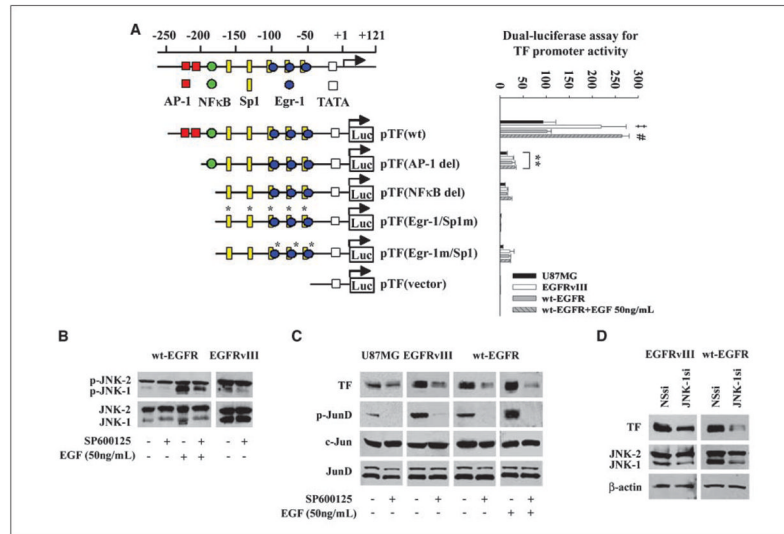 A
-250 -200 -150 -100 -50 +1 +121
AP-1 NFκB Sp1 Egr-1 TATA
Luc pTF(wt)
Luc pTF(AP-1 del)
Luc pTF(NFκB del)
* * * * * *
Luc pTF(Egr-1/Sp1m)
* * *
Luc pTF(Egr-1m/Sp1)
Luc pTF(vector)
Dual-luciferase assay for
TF promoter activity
0 50 100 150 200 250 300
‡
#
**
U87MG
EGFRvIII
wt-EGFR
wt-EGFR+EGF 50ng/mL
B
wt-EGFR EGFRvIII
p-JNK-2
p-JNK-1
JNK-2
JNK-1
SP600125 - + - + - +
EGF (50ng/mL) - - + +
C
U87MG EGFRvIII wt-EGFR
TF
p-JunD
c-Jun
JunD
SP600125 - + - + - + - +
EGF (50ng/mL) + +
D
EGFRvIII wt-EGFR
NSsi JNK-1si NSsi JNK-1si
TF
JNK-2
JNK-1
β-actin